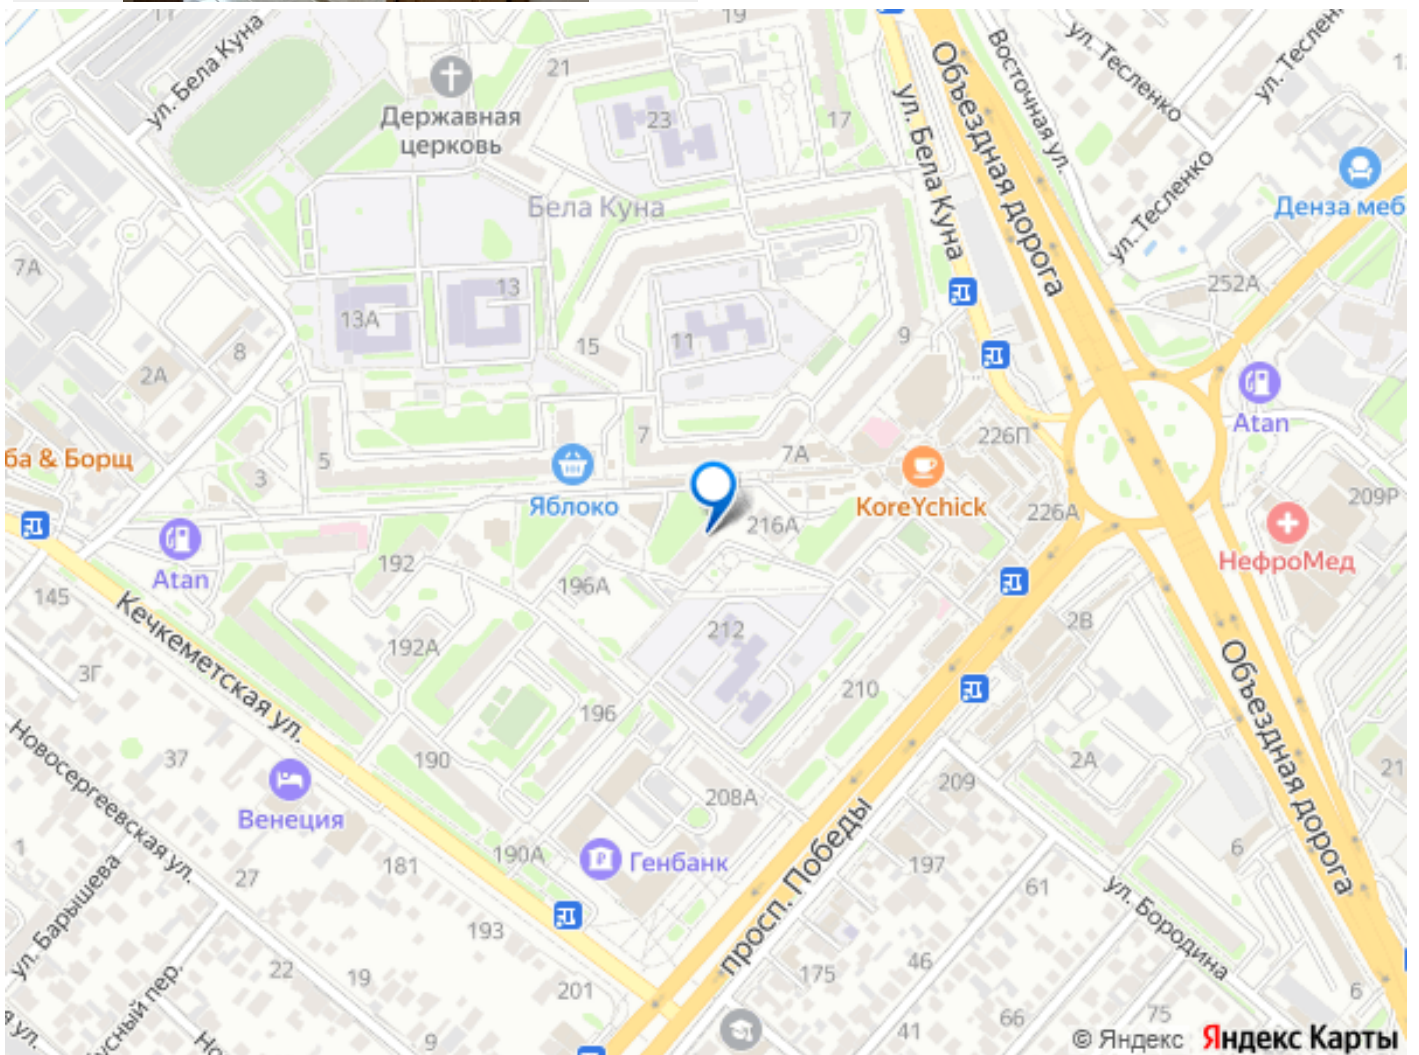 19
ул. Бела Куна
21
Державная
церковь
23
17
ул. Бела Куна
Объездная дорога
Восточная ул.
ул. Тесленко
ул. Тесленко
Бела Куна
Денза меб
7А
13
13А
252А
8
15
11
9
2А
Atan
7
226П
ба & Борщ
5
7А
3
Яблоко
KoreYchick
209Р
216А
226А
НефроМед
192
196А
Atan
145
Кечкеметская ул.
2В
212
192А
3Г
210
196
Объездная дорога
Новосергеевская ул.
37
190
2А
21
209
208А
Венеция
просп. Победы
1
6
190А
Генбанк
181
197
27
61
ул. Барышева
ул. Бородина
193
22
19
46
175
201
6
66
75
41
9
© Яндекс Яндекс Карты